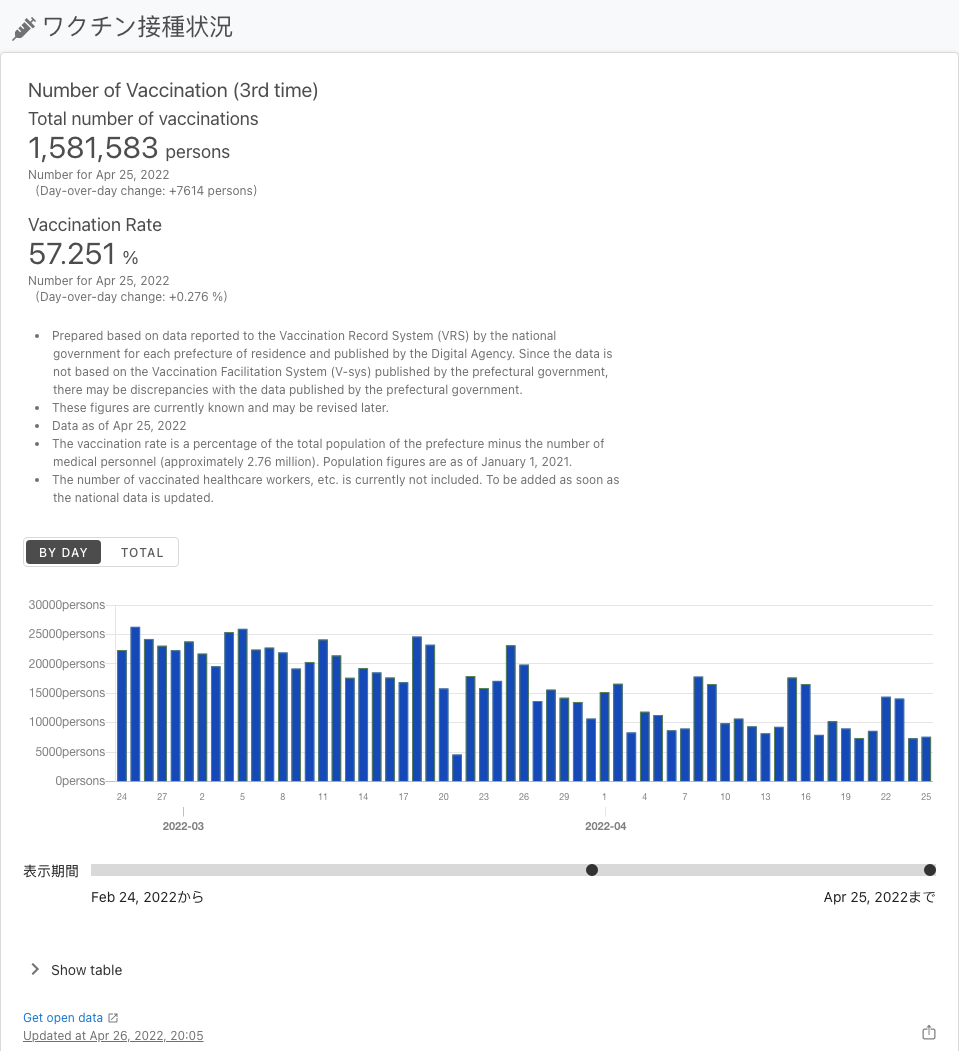 ワクチン接種状況
Number of Vaccination (3rd time)
Total number of vaccinations
1,581,583 persons
Number for Apr 25, 2022
(Day-over-day change: +7614 persons)
Vaccination Rate
57.251 %
Number for Apr 25, 2022
(Day-over-day change: +0.276 %)
• Prepared based on data reported to the Vaccination Record System (VRS) by the national
government for each prefecture of residence and published by the Digital Agency. Since the data is
not based on the Vaccination Facilitation System (V-sys) published by the prefectural government,
there may be discrepancies with the data published by the prefectural government.
• These figures are currently known and may be revised later.
• Data as of Apr 25, 2022
• The vaccination rate is a percentage of the total population of the prefecture minus the number of
medical personnel (approximately 2.76 million). Population figures are as of January 1, 2021.
• The number of vaccinated healthcare workers, etc. is currently not included. To be added as soon as
the national data is updated.
BY DAY TOTAL
30000persons
25000persons
20000persons
15000persons
10000persons
5000persons
0persons
24 27 2 5 8 11 14 17 20 23 26 29 1 4 7 10 13 16 19 22 25
2022-03 2022-04
表示期間
Feb 24, 2022から Apr 25, 2022まで
Show table
Get open data
Updated at Apr 26, 2022, 20:05